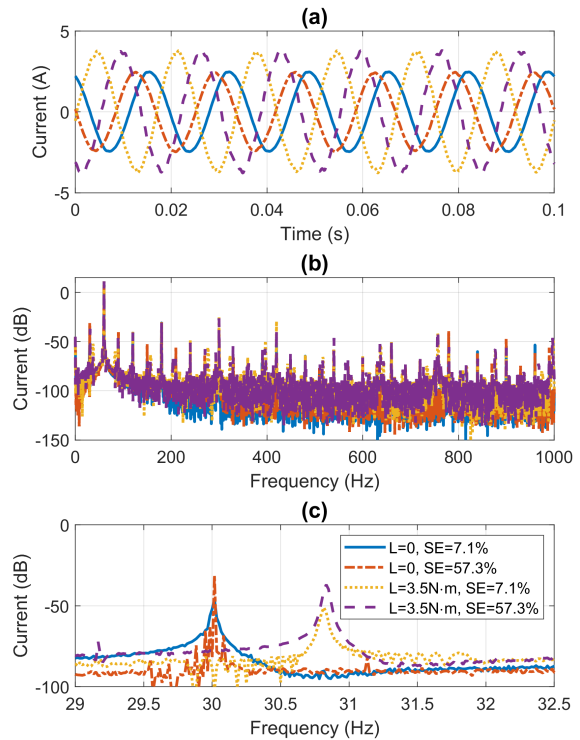 (a)
5
0
-5
Current (A)
0 0.02 0.04 0.06 0.08 0.1
Time (s)
(b)
0
-50
-100
-150
Current (dB)
0 200 400 600 800 1000
Frequency (Hz)
(c)
0
-50
-100
Current (dB)
L=0, SE=7.1%
L=0, SE=57.3%
L=3.5N·m, SE=7.1%
L=3.5N·m, SE=57.3%
29 29.5 30 30.5 31 31.5 32 32.5
Frequency (Hz)